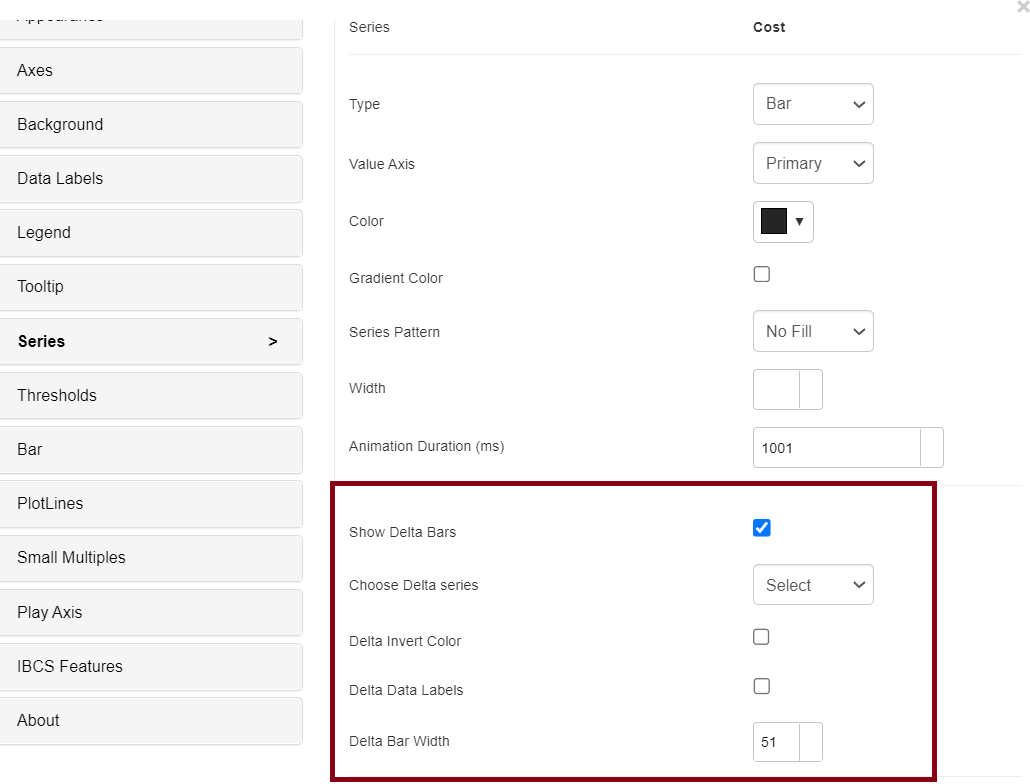 Appearance
Axes
Background
Data Labels
Legend
Tooltip
Series >
Thresholds
Bar
PlotLines
Small Multiples
Play Axis
IBCS Features
About
Series Cost
Type Bar
Value Axis Primary
Color
Gradient Color
Series Pattern No Fill
Width
Animation Duration (ms) 1001
Show Delta Bars
Choose Delta series Select
Delta Invert Color
Delta Data Labels
Delta Bar Width 51